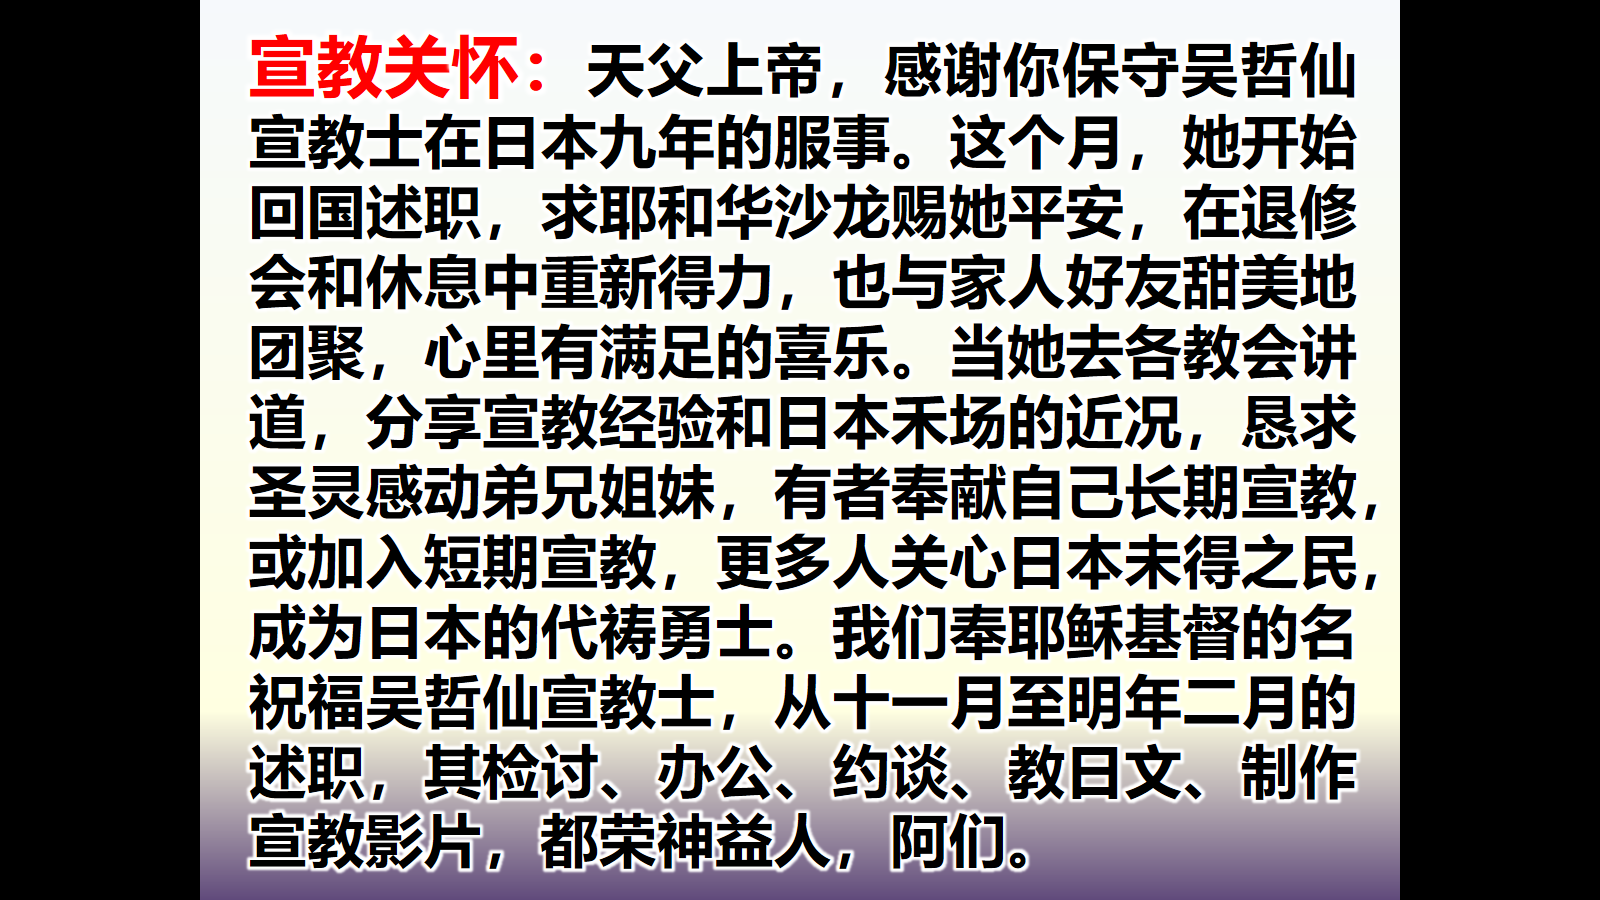 宣教关怀：天父上帝，感谢你保守吴哲仙
宣教士在日本九年的服事。这个月，她开始
回国述职，求耶和华沙龙赐她平安，在退修
会和休息中重新得力，也与家人好友甜美地
团聚，心里有满足的喜乐。当她去各教会讲
道，分享宣教经验和日本禾场的近况，恳求
圣灵感动弟兄姐妹，有者奉献自己长期宣教，
或加入短期宣教，更多人关心日本未得之民，
成为日本的代祷勇士。我们奉耶稣基督的名
祝福吴哲仙宣教士，从十一月至明年二月的
述职，其检讨、办公、约谈、教日文、制作
宣教影片，都荣神益人，阿们。